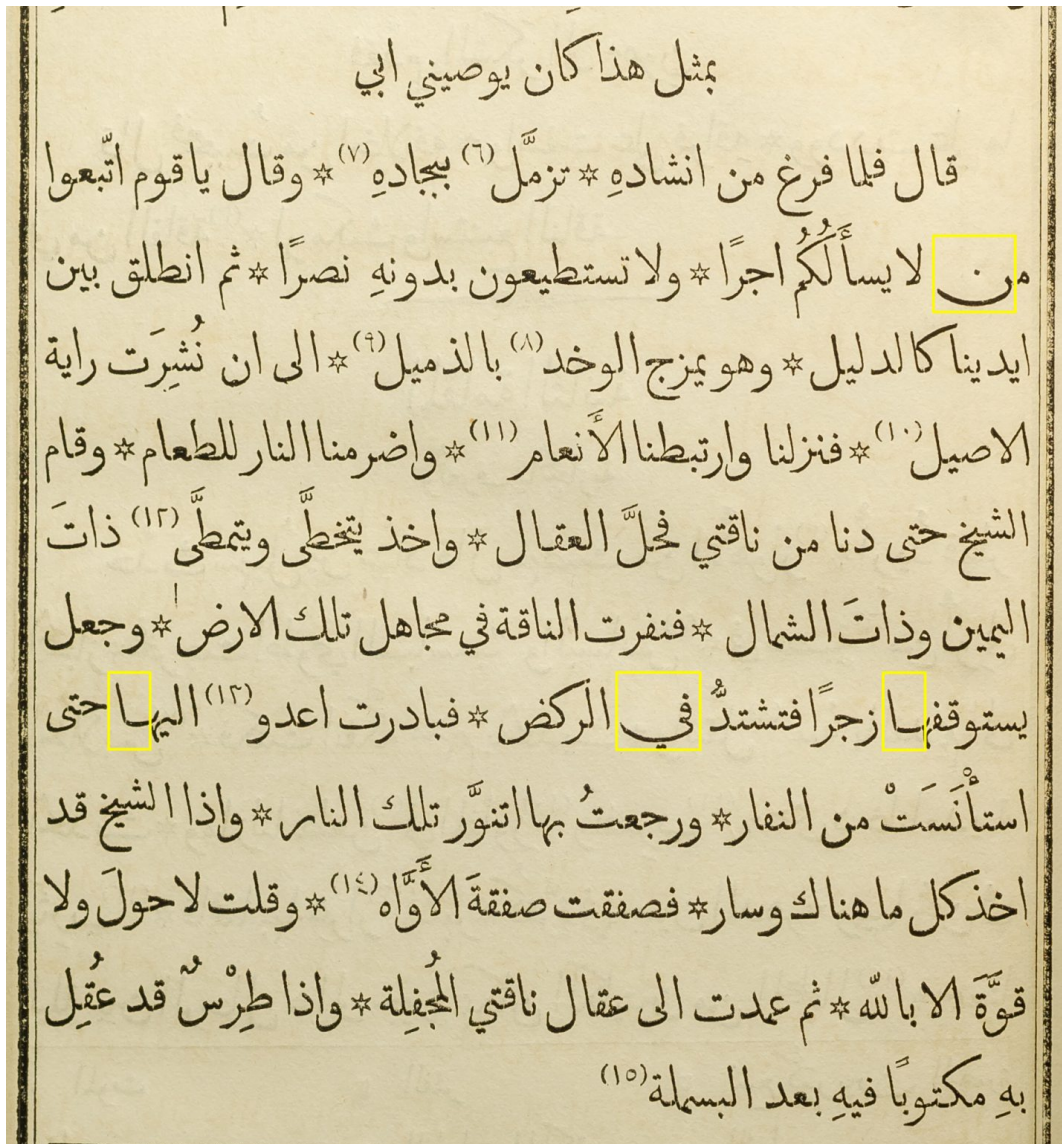 بمثل هذا كان يوصيني ابي
قال فلما فرغ من انشادهِ * تزمَّل (٦) ببجادهِ (٧) * وقال يا قوم اتَّبعوا
من لا يسأَلُكُم اجرًا * ولا تستطيعون بدونهِ نصرًا * ثم انطلق بين
ايدينا كالدليل * وهو يمزج الوخد (٨) بالذميل (٩) * الى ان نُشِرَت راية
الاصيل (١٠) * فنزلنا وارتبطنا الأَنعام (١١) * واضرمنا النار للطعام * وقام
الشيخ حتى دنا من ناقتي فحلَّ العقال * واخذ يتخطَّى ويتمطَّى (١٢) ذاتَ
اليمين وذاتَ الشمال * فنفرت الناقة في مجاهل تلك الارض * وجعل
يستوقفها زجرًا فتشتدُّ في الركض * فبادرت اعدو (١٣) اليها حتى
استأْنَسَتْ من النفار * ورجعتُ بها اتنوَّر تلك النار * واذا الشيخ قد
اخذ كل ما هناك وسار * فصفقت صفقةَ الأَوَّاه (١٤) * وقلت لا حولَ ولا
قوَّةَ الا بالله * ثم عمدت الى عقال ناقتي المُجفِلة * واذا طِرْسٌ قد عُقِل
بهِ مكتوبًا فيهِ بعد البسملة (١٥)